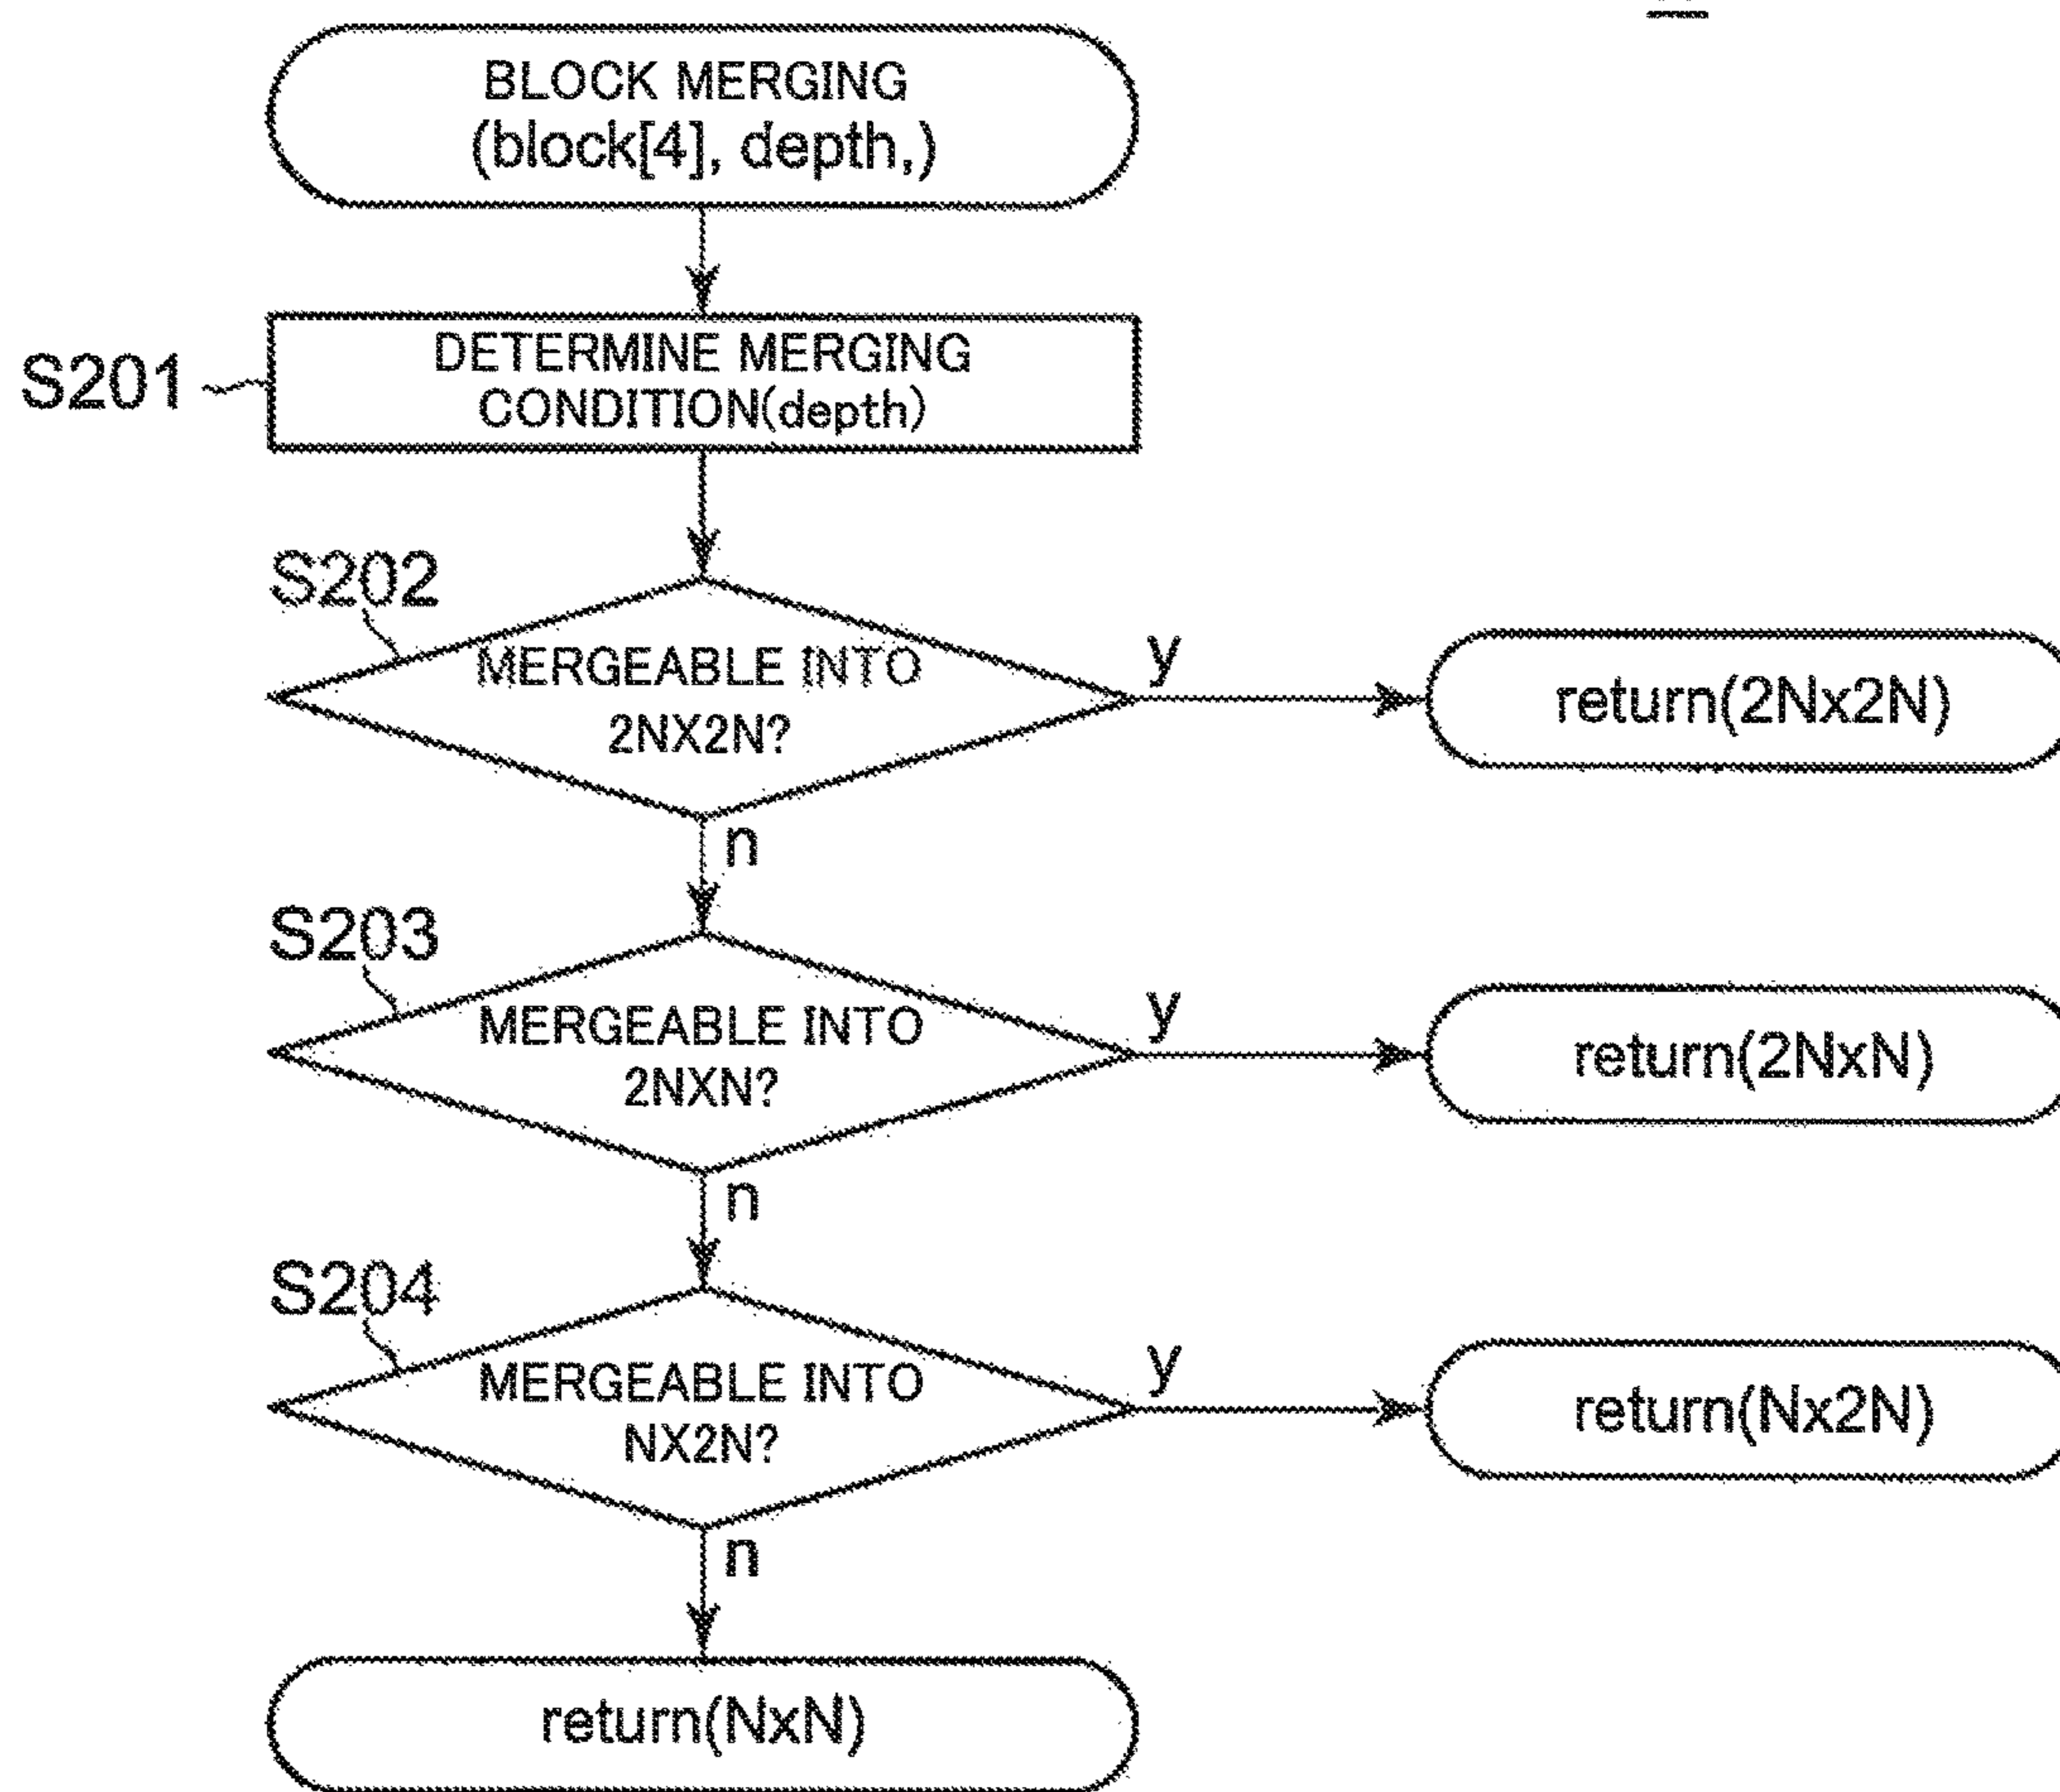 BLOCK MERGING
(block[4], depth,)
S201
DETERMINE MERGING
CONDITION(depth)
S202
MERGEABLE INTO
2NX2N?
y
return(2Nx2N)
n
S203
MERGEABLE INTO
2NXN?
y
return(2NxN)
n
S204
MERGEABLE INTO
NX2N?
y
return(Nx2N)
n
return(NxN)